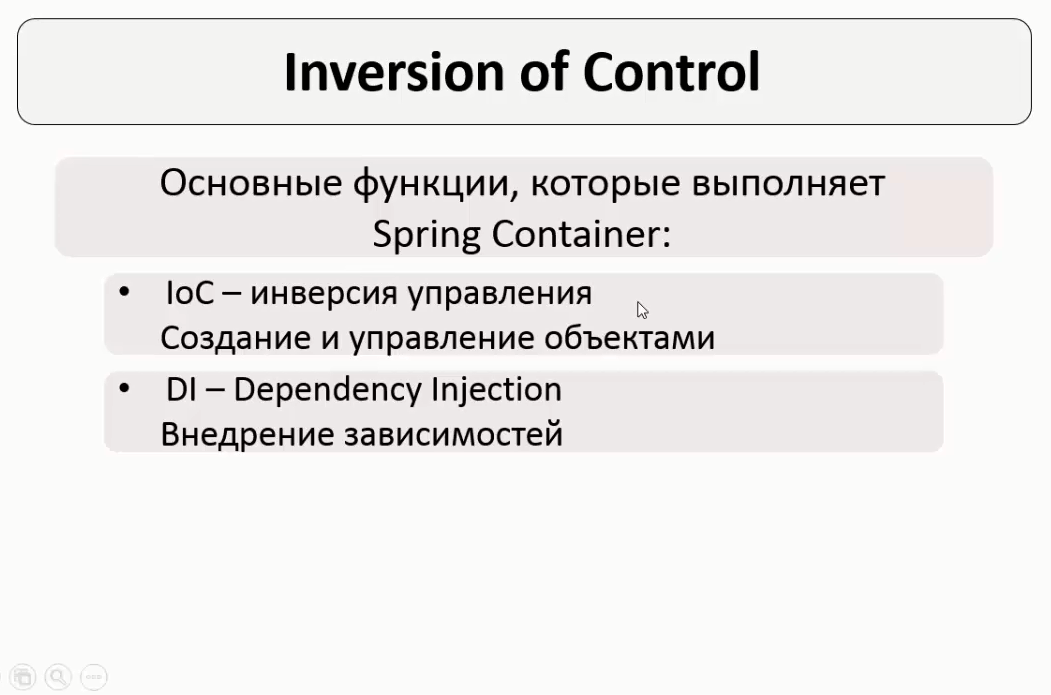 Inversion of Control
Основные функции, которые выполняет
Spring Container:
• IoC – инверсия управления
Создание и управление объектами
• DI – Dependency Injection
Внедрение зависимостей